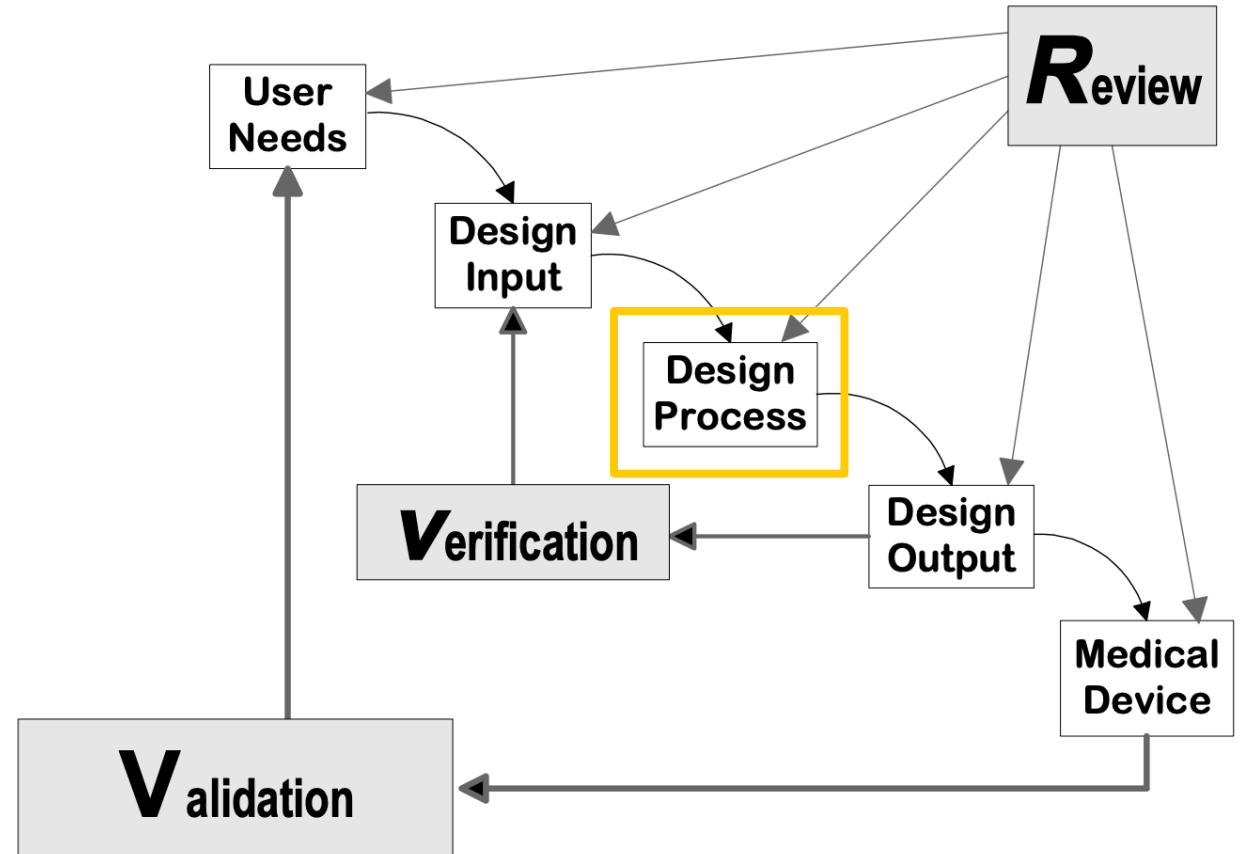 Review
User
Needs
Design
Input
Design
Process
Verification
Design
Output
Medical
Device
Validation